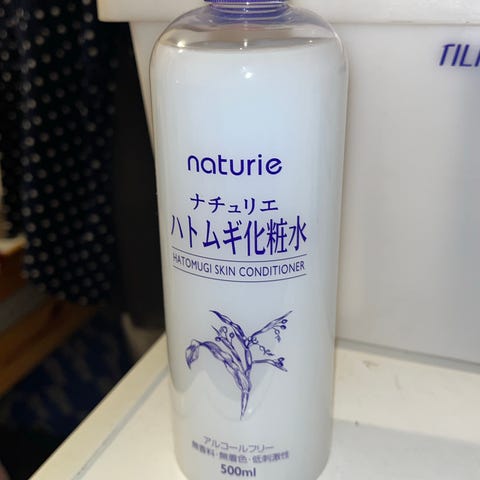 naturie
ナチュリエ
ハトムギ化粧水
HATOMUGI SKIN CONDITIONER
アルコールフリー
無香料・無着色・低刺激性
500ml